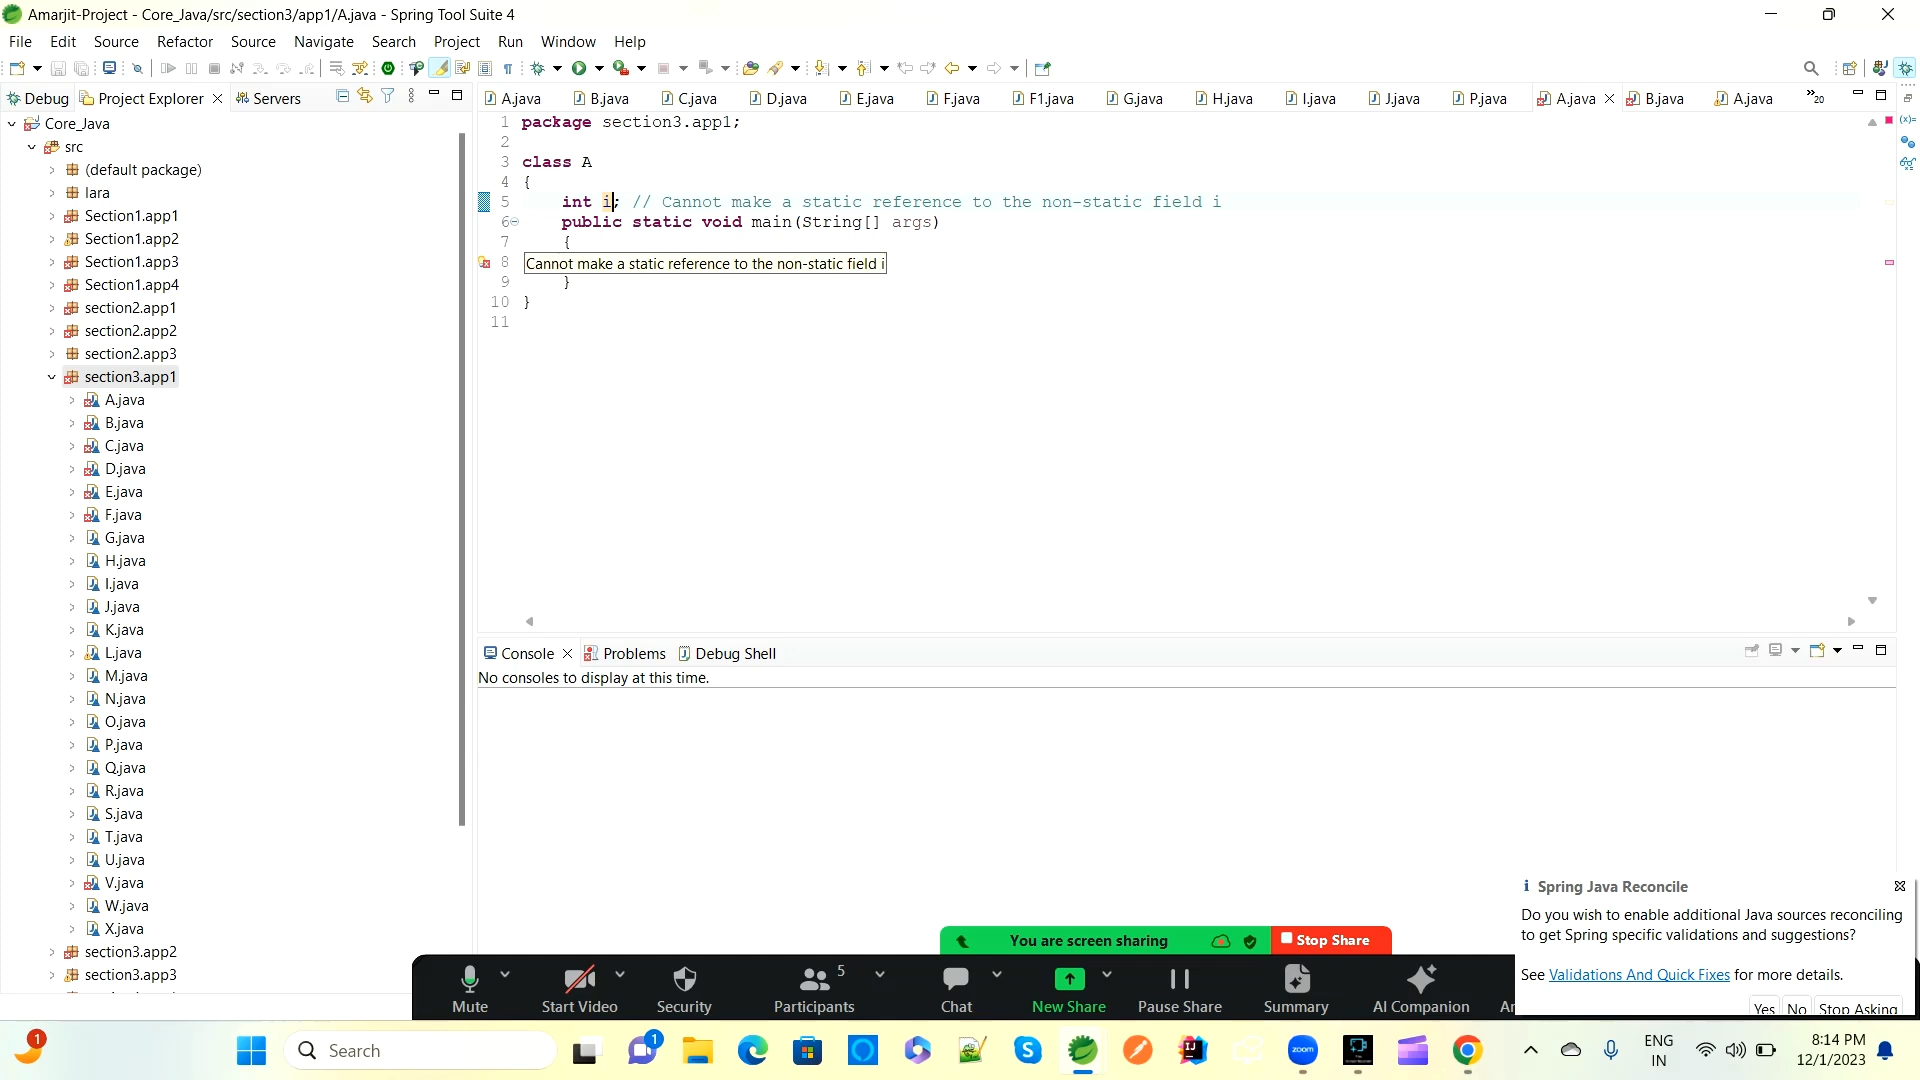 Amarjit-Project - Core_Java/src/section3/app1/A.java - Spring Tool Suite 4
File Edit Source Refactor Source Navigate Search Project Run Window Help
Debug Project Explorer Servers
A.java B.java C.java D.java E.java F.java F1.java G.java H.java I.java J.java P.java A.java B.java A.java »20
Core_Java
src
(default package)
lara
Section1.app1
Section1.app2
Section1.app3
Section1.app4
section2.app1
section2.app2
section2.app3
section3.app1
A.java
B.java
C.java
D.java
E.java
F.java
G.java
H.java
I.java
J.java
K.java
L.java
M.java
N.java
O.java
P.java
Q.java
R.java
S.java
T.java
U.java
V.java
W.java
X.java
section3.app2
section3.app3
1 package section3.app1;
2
3 class A
4 {
5 int i; // Cannot make a static reference to the non-static field i
6 public static void main(String[] args)
7 {
8 Cannot make a static reference to the non-static field i
9 }
10 }
11
Console Problems Debug Shell
No consoles to display at this time.
Spring Java Reconcile
Do you wish to enable additional Java sources reconciling
to get Spring specific validations and suggestions?
See Validations And Quick Fixes for more details.
Yes No Stop Asking
You are screen sharing Stop Share
5
Mute Start Video Security Participants Chat New Share Pause Share Summary AI Companion
1
Search
1
zoom
ENG
IN
8:14 PM
12/1/2023